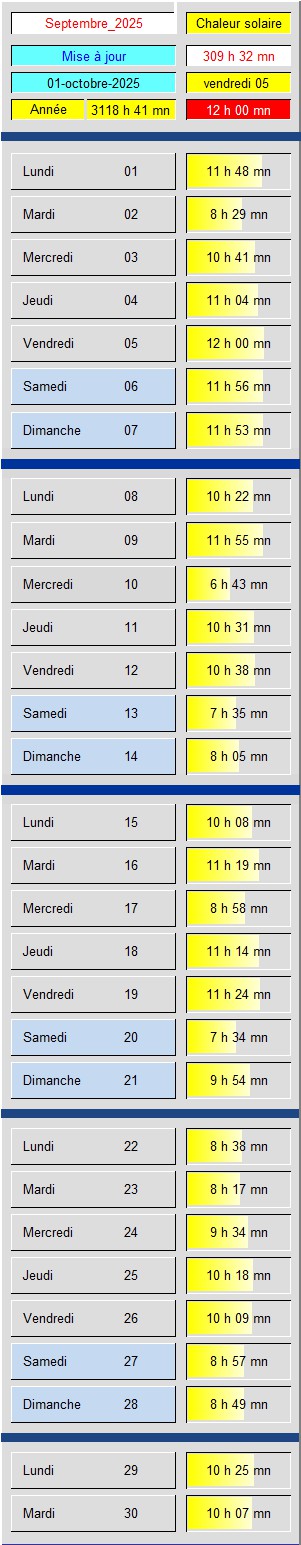 Septembre_2025 Chaleur solaire
Mise à jour 309 h 32 mn
01-octobre-2025 vendredi 05
Année 3118 h 41 mn 12 h 00 mn
Lundi 01 11 h 48 mn
Mardi 02 8 h 29 mn
Mercredi 03 10 h 41 mn
Jeudi 04 11 h 04 mn
Vendredi 05 12 h 00 mn
Samedi 06 11 h 56 mn
Dimanche 07 11 h 53 mn
Lundi 08 10 h 22 mn
Mardi 09 11 h 55 mn
Mercredi 10 6 h 43 mn
Jeudi 11 10 h 31 mn
Vendredi 12 10 h 38 mn
Samedi 13 7 h 35 mn
Dimanche 14 8 h 05 mn
Lundi 15 10 h 08 mn
Mardi 16 11 h 19 mn
Mercredi 17 8 h 58 mn
Jeudi 18 11 h 14 mn
Vendredi 19 11 h 24 mn
Samedi 20 7 h 34 mn
Dimanche 21 9 h 54 mn
Lundi 22 8 h 38 mn
Mardi 23 8 h 17 mn
Mercredi 24 9 h 34 mn
Jeudi 25 10 h 18 mn
Vendredi 26 10 h 09 mn
Samedi 27 8 h 57 mn
Dimanche 28 8 h 49 mn
Lundi 29 10 h 25 mn
Mardi 30 10 h 07 mn